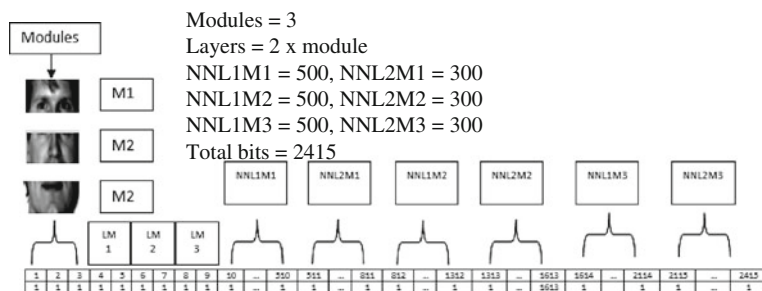 Modules
Modules = 3
Layers = 2 x module
NNL1M1 = 500, NNL2M1 = 300
NNL1M2 = 500, NNL2M2 = 300
NNL1M3 = 500, NNL2M3 = 300
Total bits = 2415
M1
M2
M2
LM 1
LM 2
LM 3
NNL1M1
NNL2M1
NNL1M2
NNL2M2
NNL1M3
NNL2M3
1 2 3 4 5 6 7 8 9 10 ... 510 511 ... 811 812 ... 1312 1313 ... 1613 1614 ... 2114 2115 ... 2415
1 1 1 1 1 1 1 1 1 1 ... 1 1 ... 1 1 ... 1 1 ... 1613 1 ... 1 1 ... 1